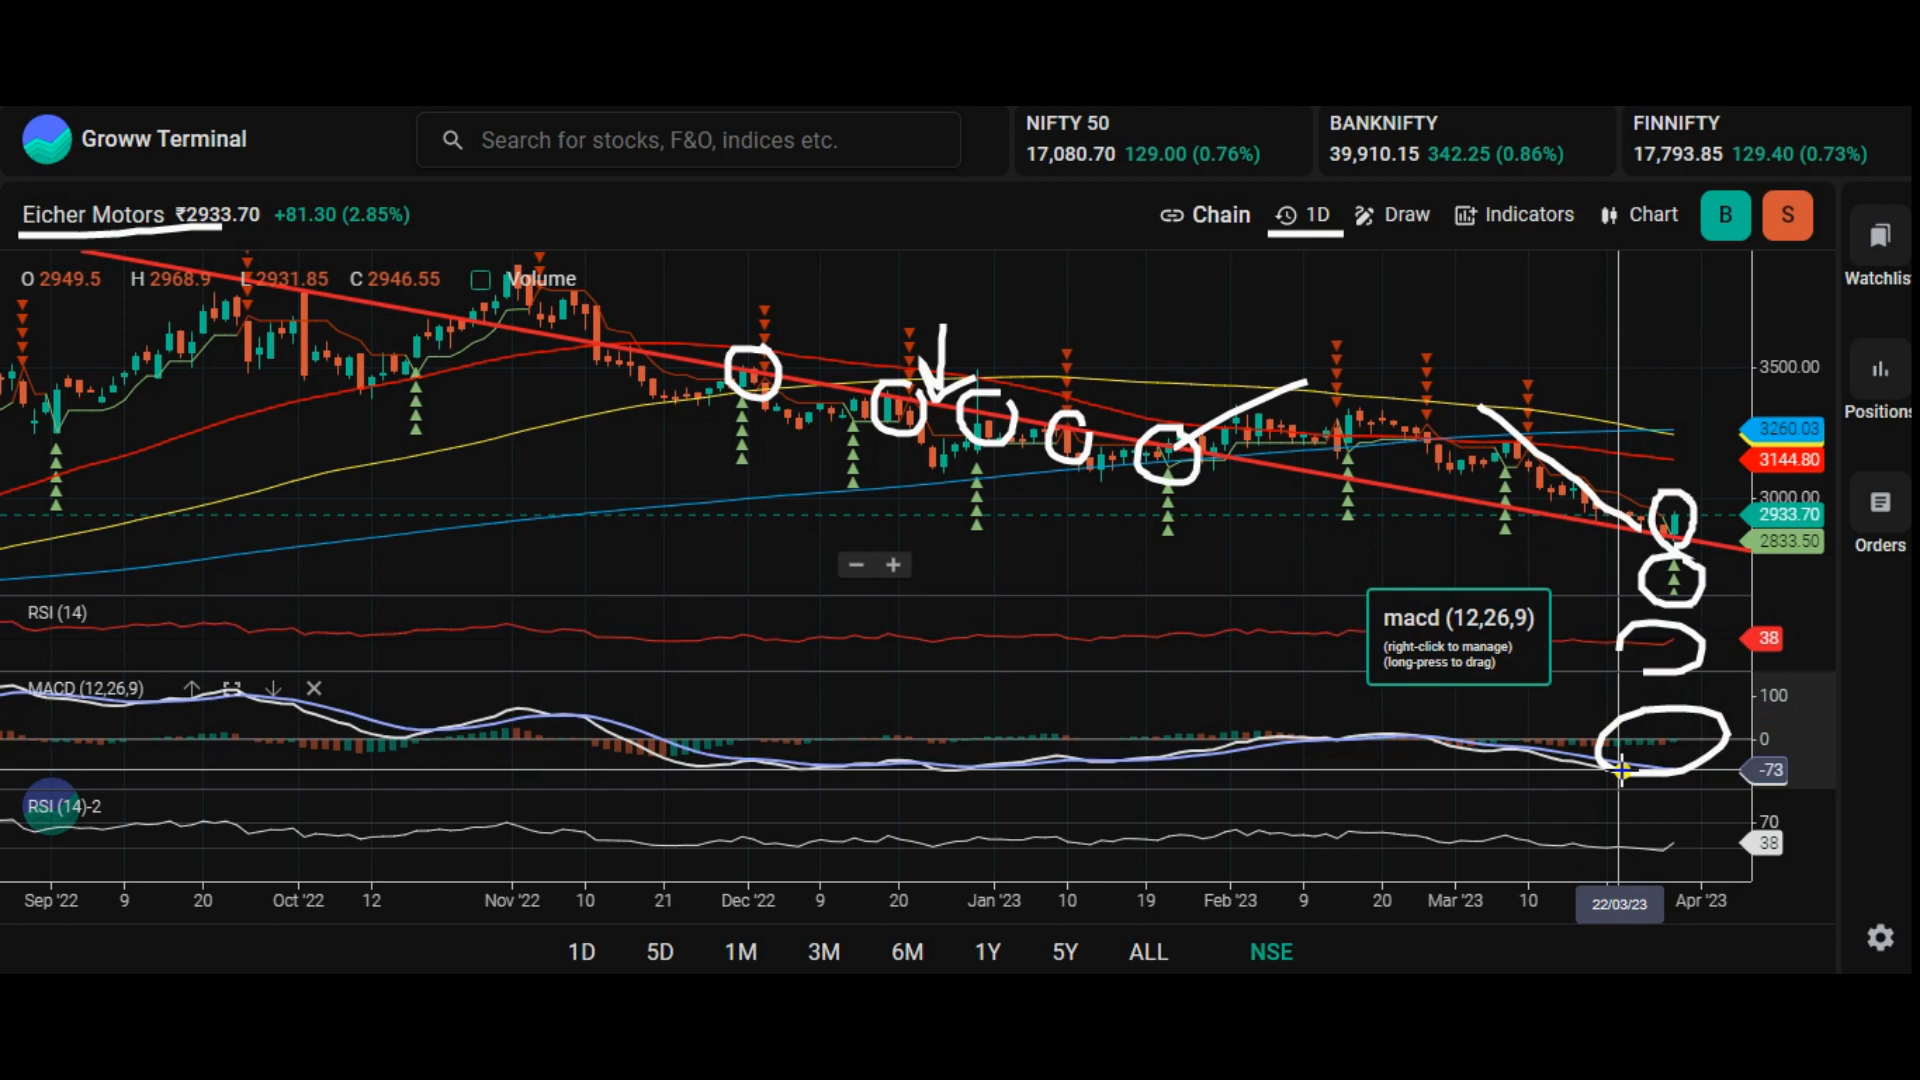 Groww Terminal
Search for stocks, F&O, indices etc.
NIFTY 50
17,080.70 129.00 (0.76%)
BANKNIFTY
39,910.15 342.25 (0.86%)
FINNIFTY
17,793.85 129.40 (0.73%)
Eicher Motors ₹2933.70 +81.30 (2.85%)
Chain 1D Draw Indicators Chart B S
Watchlis
Positions
Orders
O 2949.5 H 2968.9 L 2931.85 C 2946.55 Volume
3500.00
3260.03
3144.80
3000.00
2933.70
2833.50
− +
RSI (14)
38
macd (12,26,9)
(right-click to manage)
(long-press to drag)
MACD (12,26,9)
100
0
-73
RSI (14)-2
70
38
Sep '22 9 20 Oct '22 12 Nov '22 10 21 Dec '22 9 20 Jan '23 10 19 Feb '23 9 20 Mar '23 10 22/03/23 Apr '23
1D 5D 1M 3M 6M 1Y 5Y ALL NSE